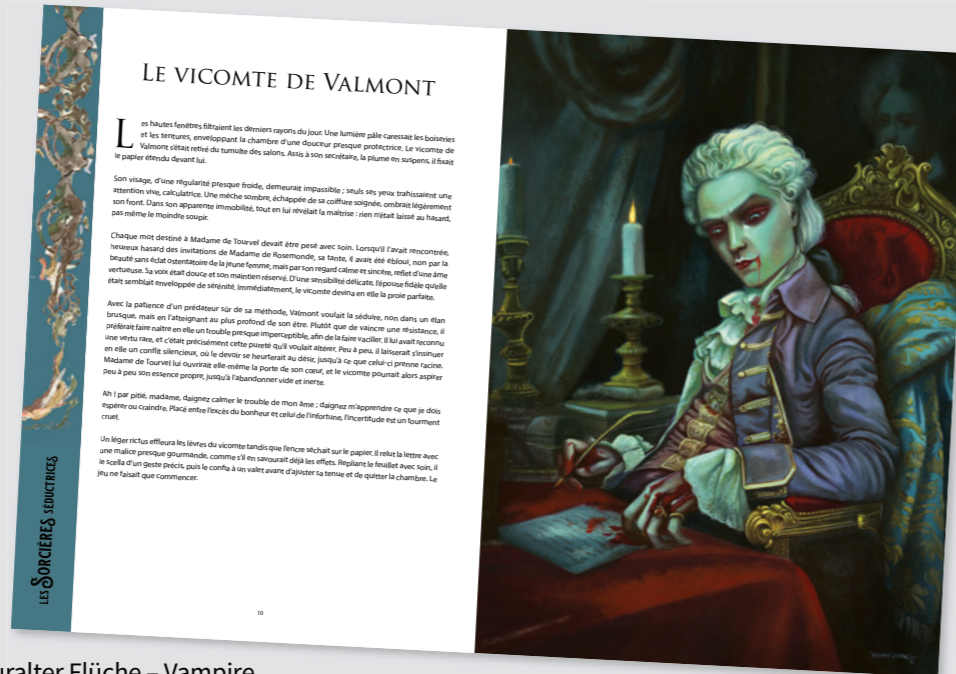 LE VICOMTE DE VALMONT
Les hautes fenêtres filtraient les derniers rayons du jour. Une lumière pâle caressait les boiseries
et les tentures, enveloppant la chambre d'une douceur presque protectrice. Le vicomte de
Valmont s'était retiré du tumulte des salons. Assis à son secrétaire, la plume en suspens, il fixait
le papier étendu devant lui.
Son visage, d'une régularité presque froide, demeurait impassible ; seuls ses yeux trahissaient une
attention vive, calculatrice. Une mèche sombre, échappée de sa coiffure soignée, ombrait légèrement
son front. Dans son apparente immobilité, tout en lui révélait la maîtrise : rien n'était laissé au hasard,
pas même le moindre soupir.
Chaque mot destiné à Madame de Tourvel devait être pesé avec soin. Lorsqu'il l'avait rencontrée,
heureux hasard des invitations de Madame de Rosemonde, sa tante, il avait été ébloui, non par la
beauté sans éclat ostentatoire de la jeune femme, mais par son regard calme et sincère, reflet d'une âme
vertueuse. Sa voix était douce et son maintien réservé. D'une sensibilité délicate, l'épouse fidèle qu'elle
était semblait enveloppée de sérénité. Immédiatement, le vicomte devina en elle la proie parfaite.
Avec la patience d'un prédateur sûr de sa méthode, Valmont voulait la séduire, non dans un élan
brusque, mais en l'atteignant au plus profond de son être. Plutôt que de vaincre une résistance, il
préférait faire naître en elle un trouble presque imperceptible, afin de la faire vaciller. Il lui avait reconnu
une vertu rare, et c'était précisément cette pureté qu'il voulait altérer. Peu à peu, il laisserait s'insinuer
en elle un conflit silencieux, où le devoir se heurterait au désir, jusqu'à ce que celui-ci prenne racine.
Madame de Tourvel lui ouvrirait elle-même la porte de son cœur, et le vicomte pourrait alors aspirer
peu à peu son essence propre, jusqu'à l'abandonner vide et inerte.
Ah ! par pitié, madame, daignez calmer le trouble de mon âme ; daignez m'apprendre ce que je dois
espérer ou craindre. Placé entre l'excès du bonheur et celui de l'infortune, l'incertitude est un tourment
cruel.
Un léger rictus effleura les lèvres du vicomte tandis que l'encre séchait sur le papier. Il relut la lettre avec
une malice presque gourmande, comme s'il en savourait déjà les effets. Repliant le feuillet avec soin, il
le scella d'un geste précis, puis le confia à un valet avant d'ajuster sa tenue et de quitter la chambre. Le
jeu ne faisait que commencer.
LES SORCIÈRES SÉDUCTRICES
10
uralter Flüche – Vampire